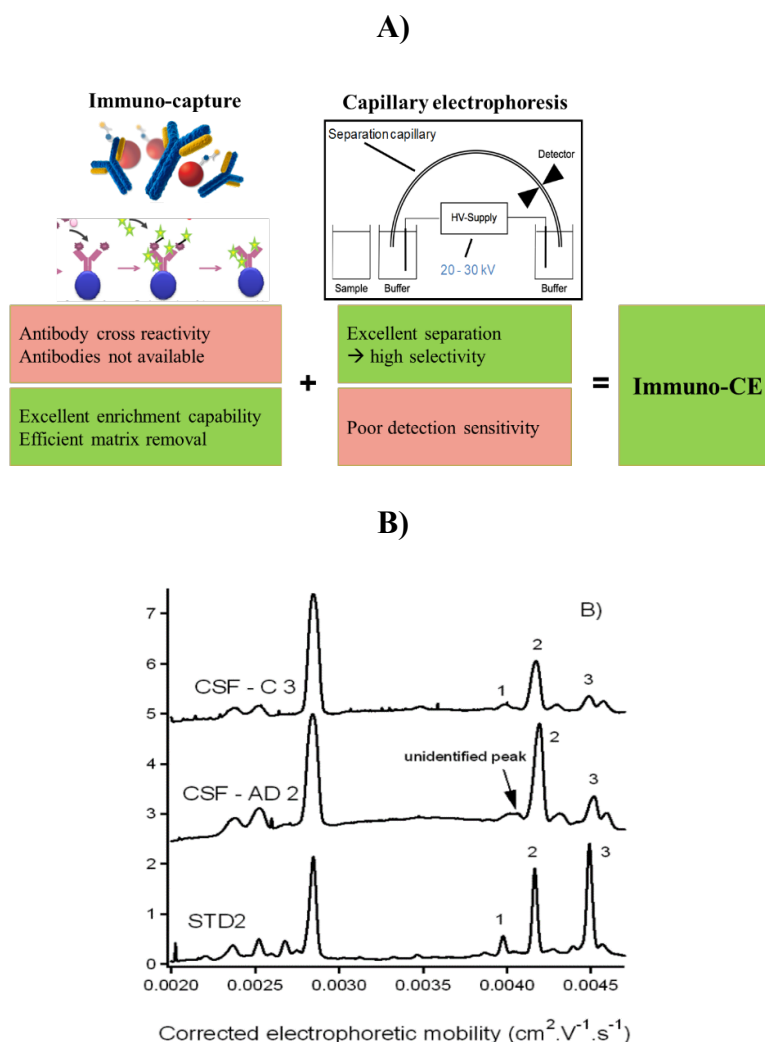 A)
Immuno-capture
Capillary electrophoresis
Separation capillary
Detector
HV-Supply
20 - 30 kV
Sample
Buffer
Buffer
Antibody cross reactivity
Antibodies not available
Excellent enrichment capability
Efficient matrix removal
+
Excellent separation
→ high selectivity
Poor detection sensitivity
=
Immuno-CE
B)
B)
7
6
5
4
3
2
1
0
CSF - C 3
1
2
3
CSF - AD 2
unidentified peak
2
3
STD2
1
2
3
0.0020
0.0025
0.0030
0.0035
0.0040
0.0045
Corrected electrophoretic mobility (cm².V⁻¹.s⁻¹)